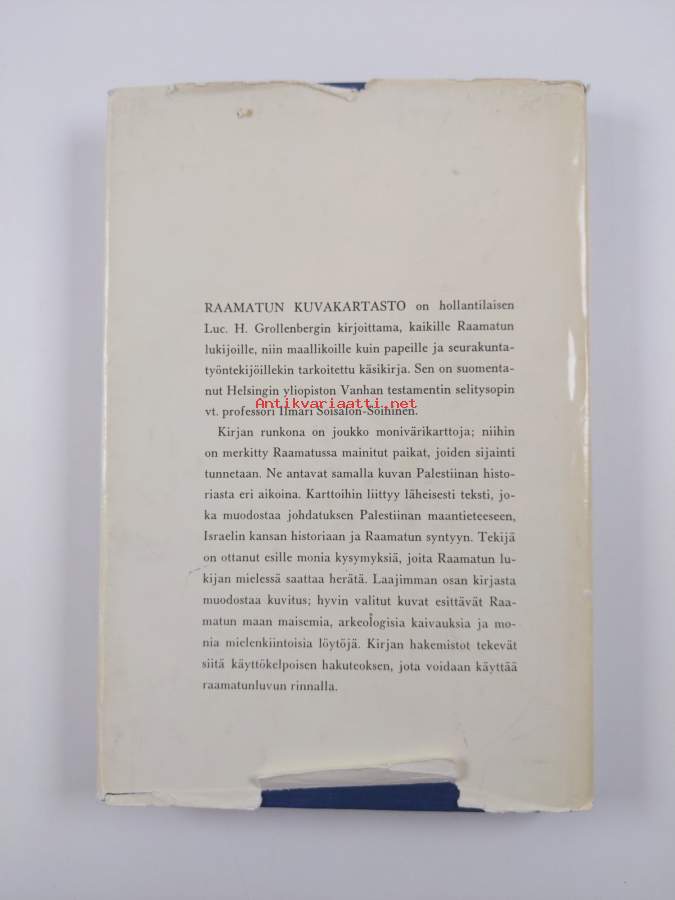 RAAMATUN KUVAKARTASTO on hollantilaisen
Luc. H. Grollenbergin kirjoittama, kaikille Raamatun
lukijoille, niin maallikoille kuin papeille ja seurakunta-
työntekijöillekin tarkoitettu käsikirja. Sen on suomenta-
nut Helsingin yliopiston Vanhan testamentin selitysopin
Antikvariaatti.net
vt. professori Ilmari Soisalon-Soininen.
Kirjan runkona on joukko monivärikarttoja; niihin
on merkitty Raamatussa mainitut paikat, joiden sijainti
tunnetaan. Ne antavat samalla kuvan Palestiinan histo-
riasta eri aikoina. Karttoihin liittyy läheisesti teksti, jo-
ka muodostaa johdatuksen Palestiinan maantieteeseen,
Israelin kansan historiaan ja Raamatun syntyyn. Tekijä
on ottanut esille monia kysymyksiä, joita Raamatun lu-
kijan mielessä saattaa herätä. Laajimman osan kirjasta
muodostaa kuvitus; hyvin valitut kuvat esittävät Raa-
matun maan maisemia, arkeologisia kaivauksia ja mo-
nia mielenkiintoisia löytöjä. Kirjan hakemistot tekevät
siitä käyttökelpoisen hakuteoksen, jota voidaan käyttää
raamatunluvun rinnalla.